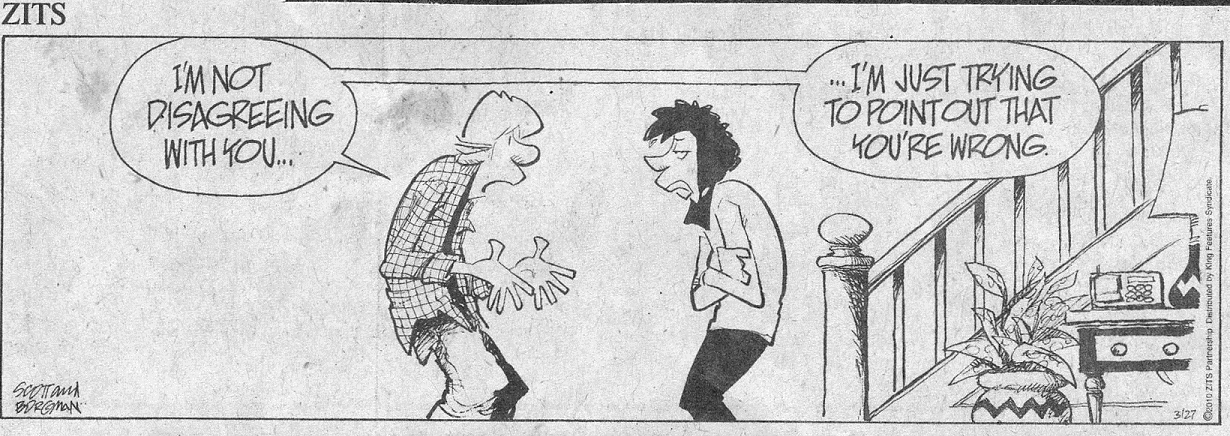 ZITS
I'M NOT
DISAGREEING
WITH YOU...
...I'M JUST TRYING
TO POINT OUT THAT
YOU'RE WRONG.
SCOTT and
BORGMAN
3/27
©2010 ZITS Partnership Distributed by King Features Syndicate